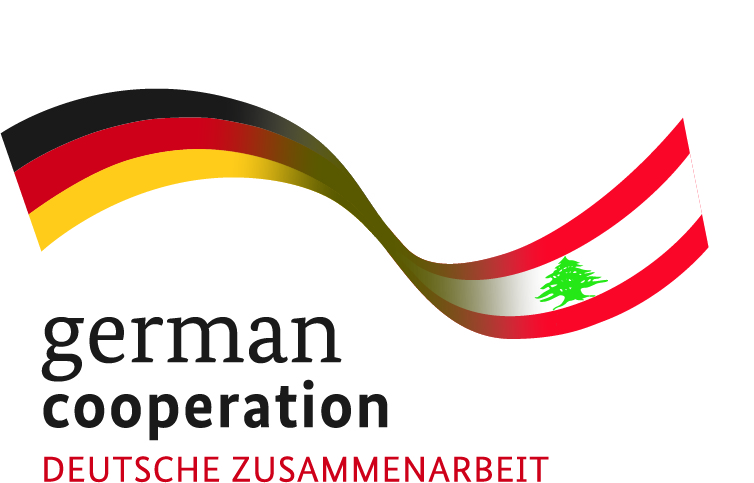 german
cooperation
DEUTSCHE ZUSAMMENARBEIT